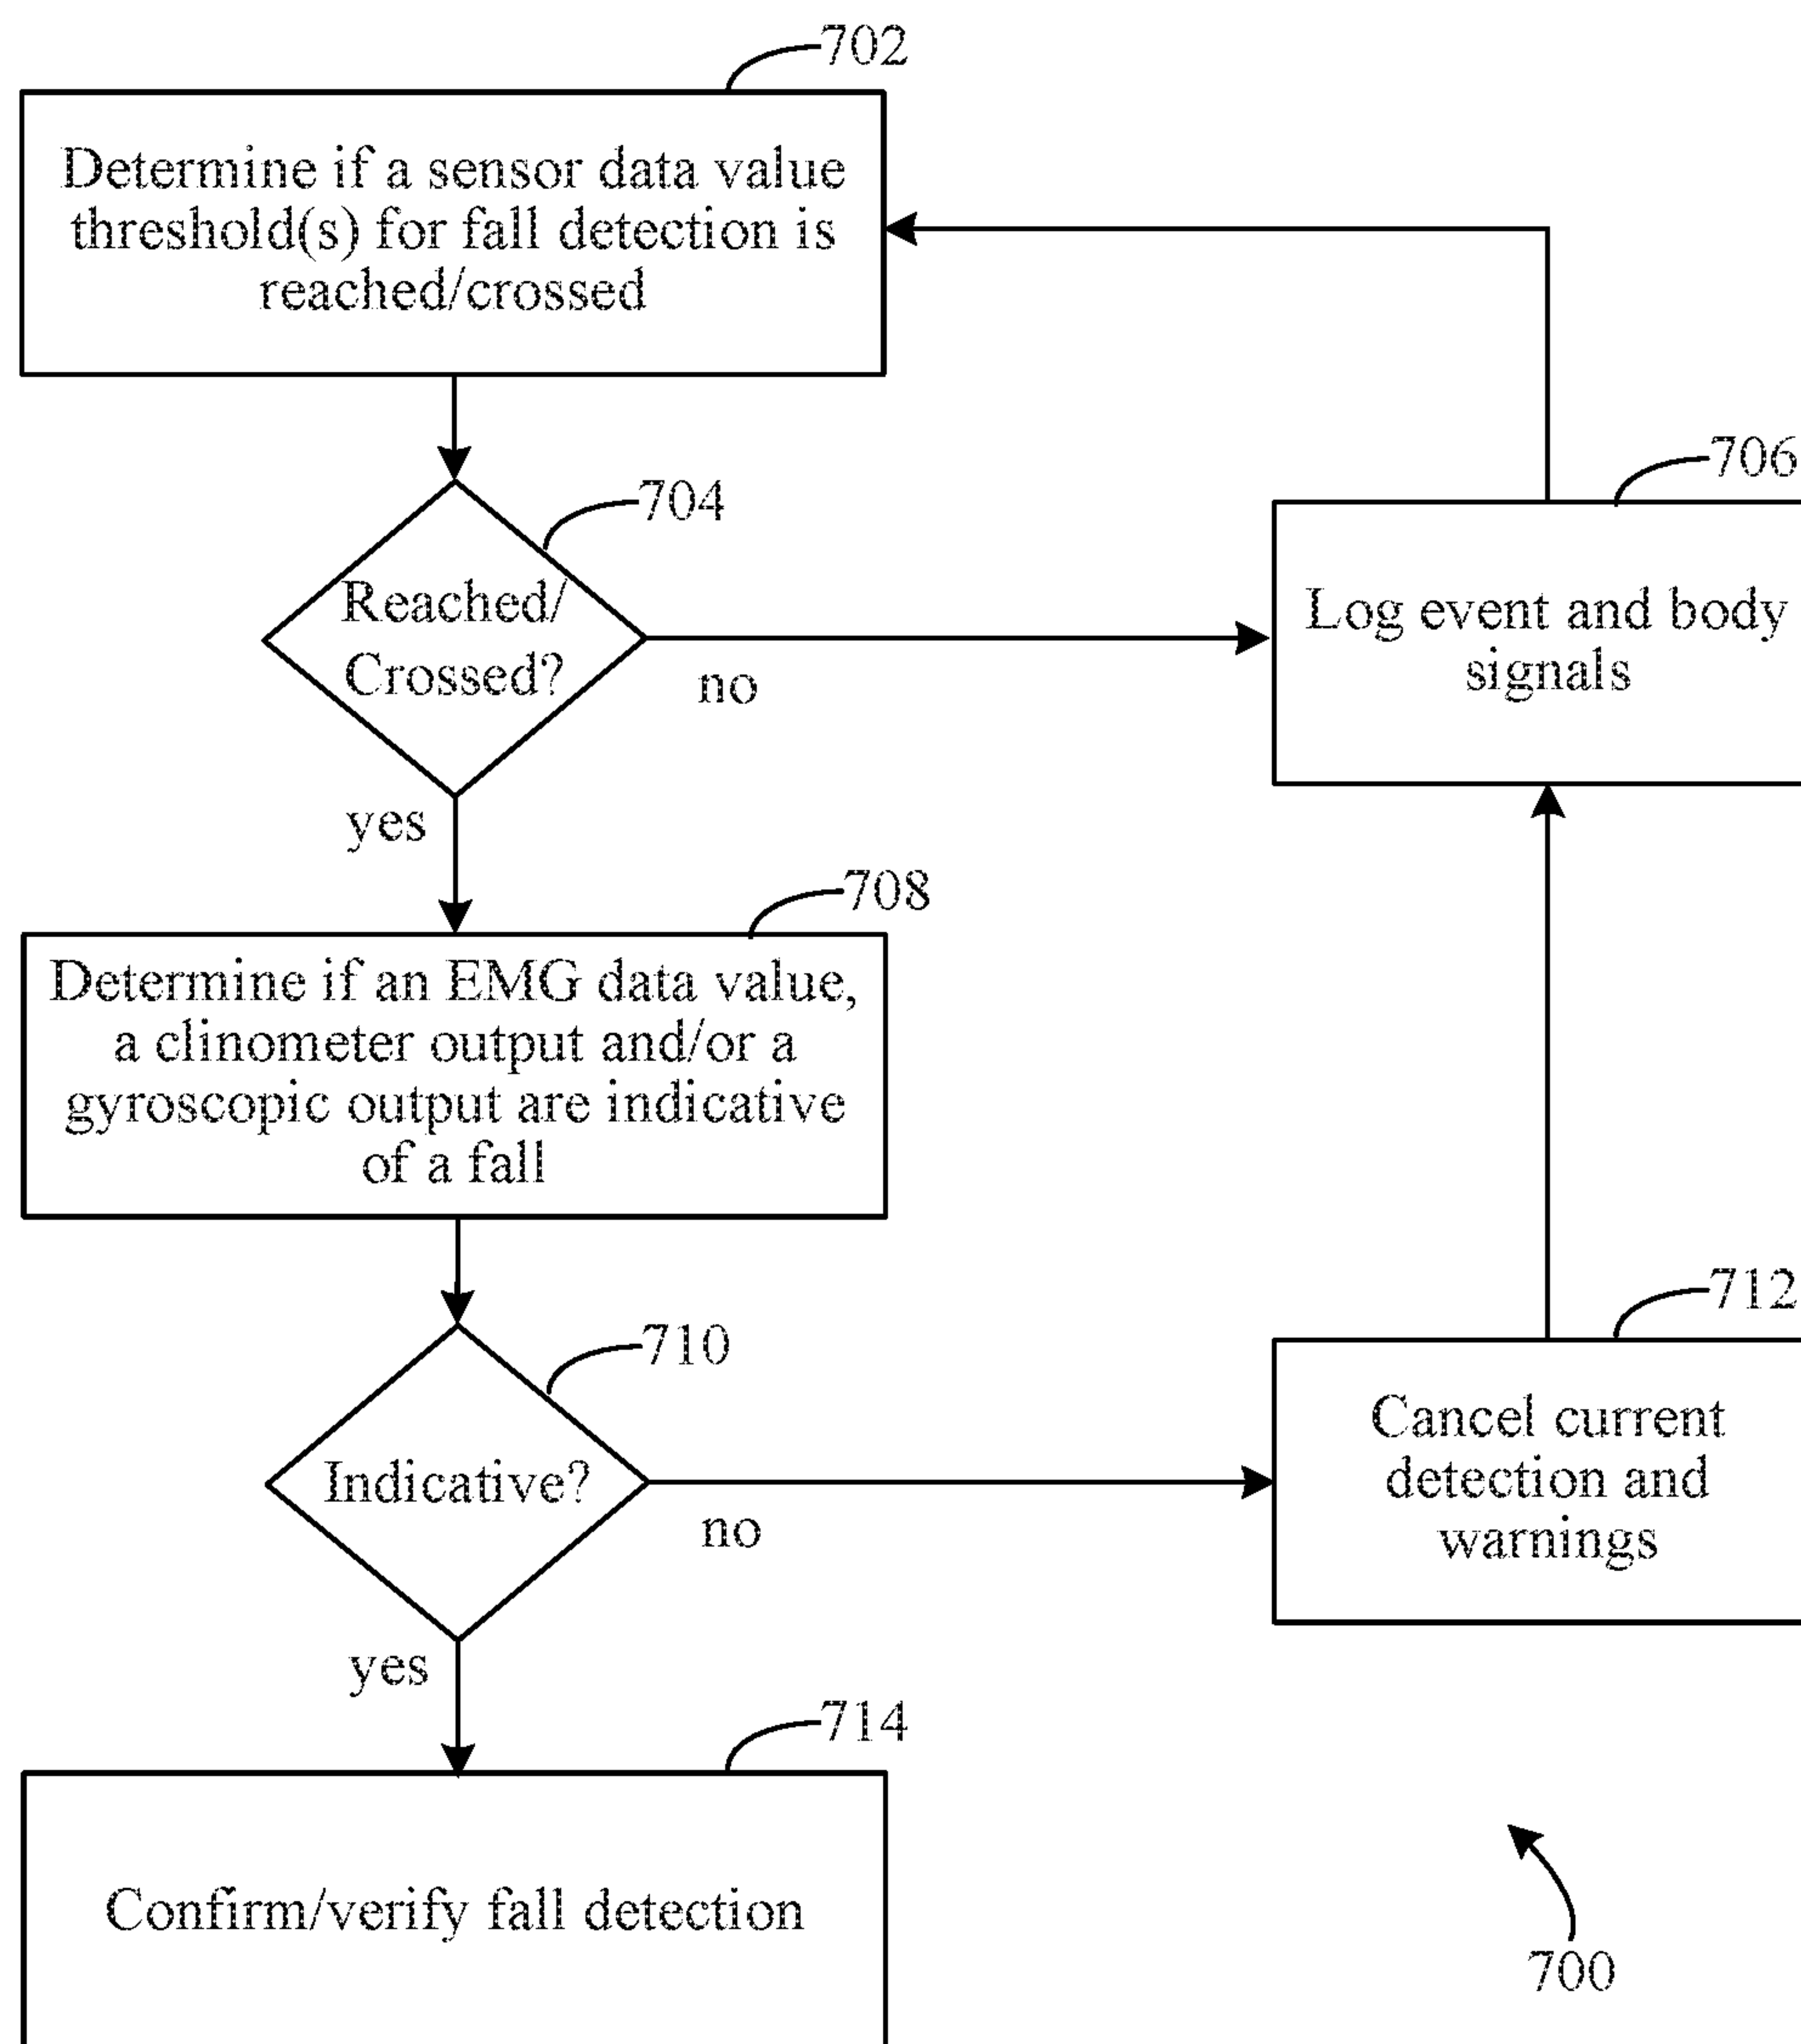 702
Determine if a sensor data value
threshold(s) for fall detection is
reached/crossed
704
Reached/
Crossed?
no
706
Log event and body
signals
yes
708
Determine if an EMG data value,
a clinometer output and/or a
gyroscopic output are indicative
of a fall
710
Indicative?
no
712
Cancel current
detection and
warnings
yes
714
Confirm/verify fall detection
700